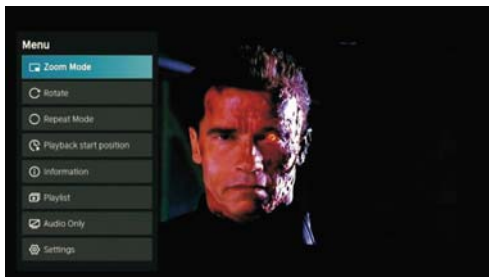 Menu
Zoom Mode
Rotate
Repeat Mode
Playback start position
Information
Playlist
Audio Only
Settings